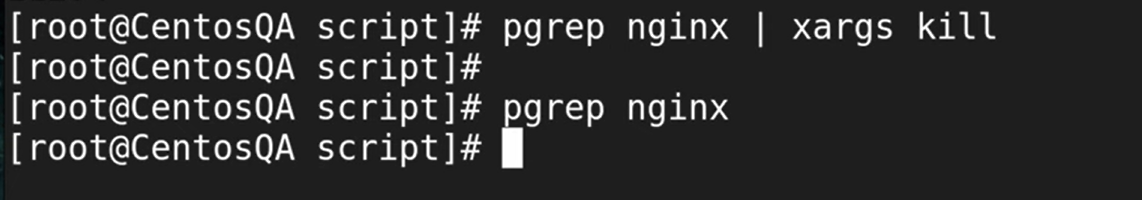 [root@CentosQA script]# pgrep nginx | xargs kill
[root@CentosQA script]#
[root@CentosQA script]# pgrep nginx
[root@CentosQA script]#